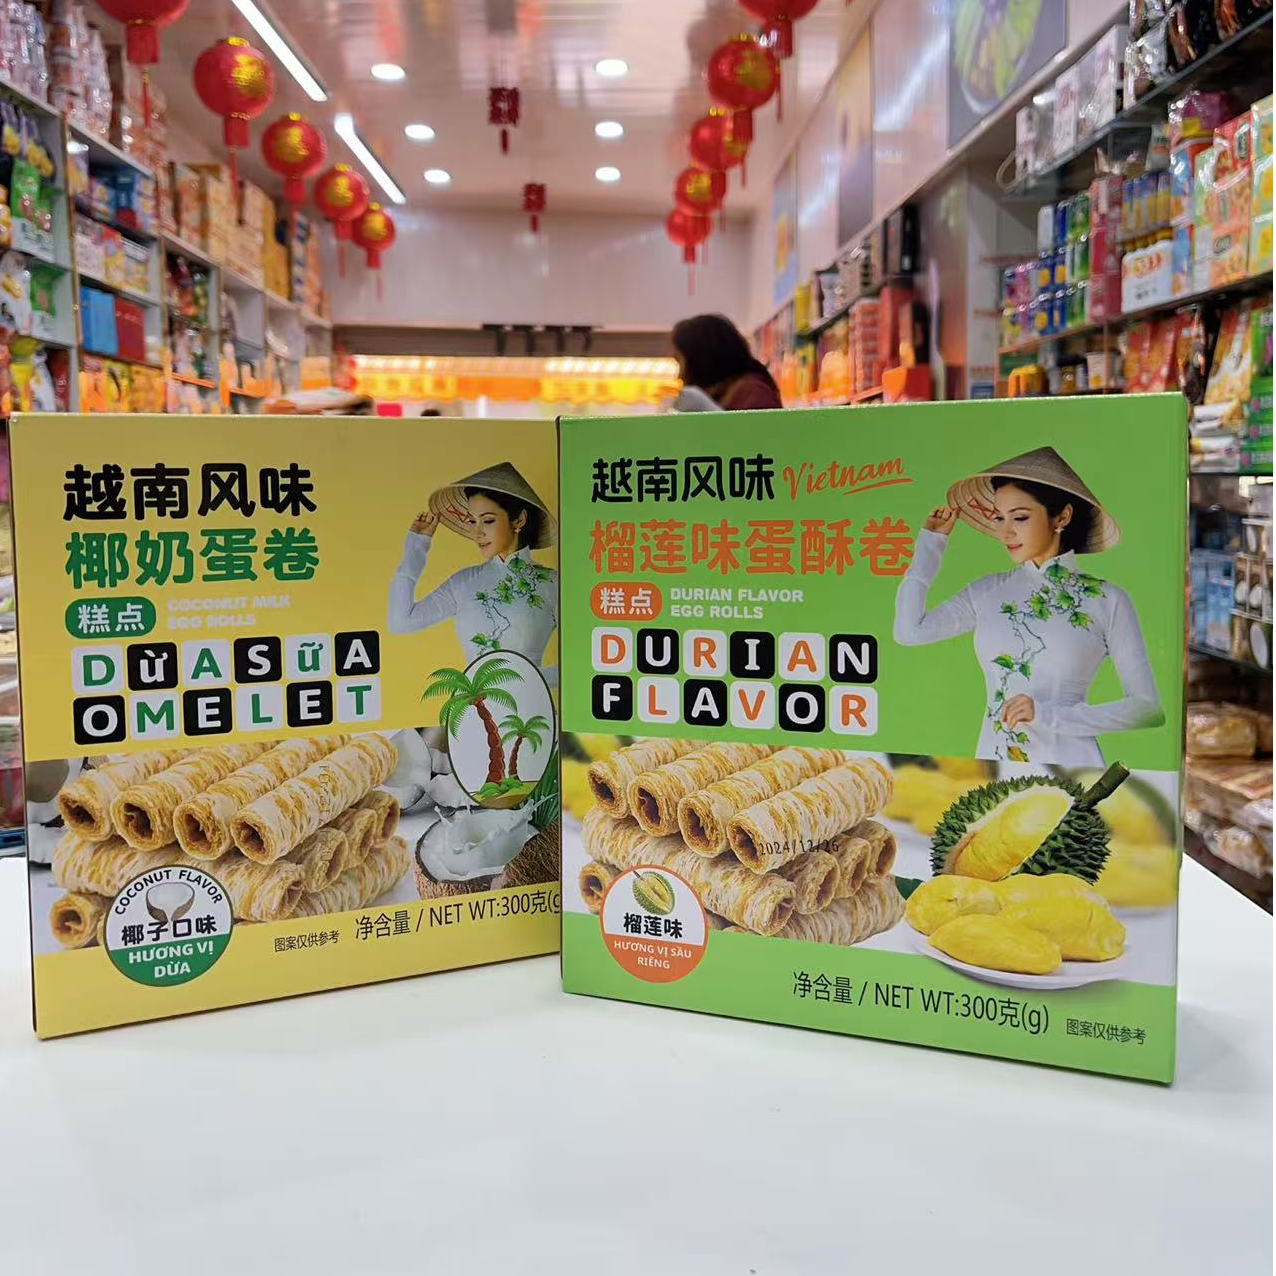 越南风味
椰奶蛋卷
糕点
COCONUT MILK
EGG ROLLS
DừASữA
OMELET
COCONUT FLAVOR
椰子口味
HƯƠNG VỊ
DỪA
图案仅供参考
净含量 / NET WT:300克(g
越南风味 Vietnam
榴莲味蛋酥卷
糕点
DURIAN FLAVOR
EGG ROLLS
DURIAN
FLAVOR
2024/12/26
榴莲味
HƯƠNG VỊ SẦU
RIÊNG
净含量 / NET WT:300克(g)
图案仅供参考